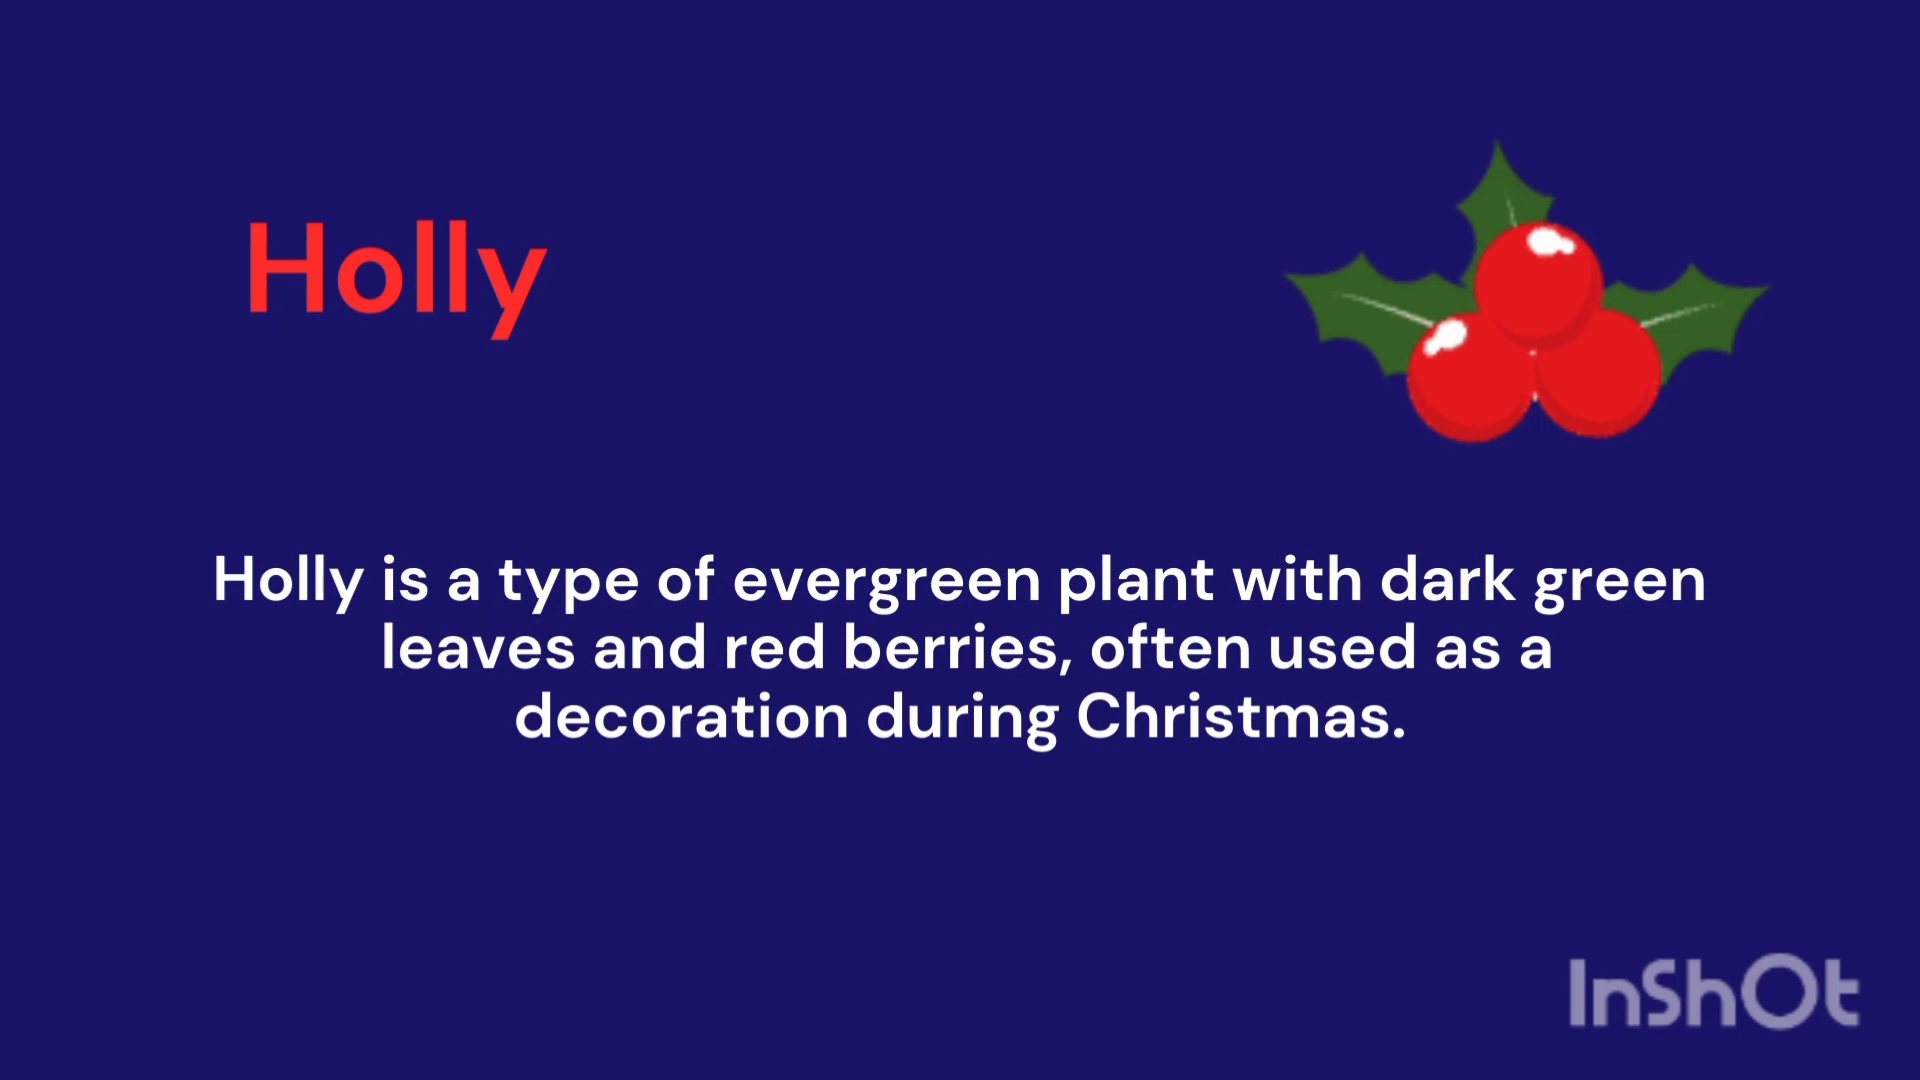 Holly
Holly is a type of evergreen plant with dark green
leaves and red berries, often used as a
decoration during Christmas.
InShOt